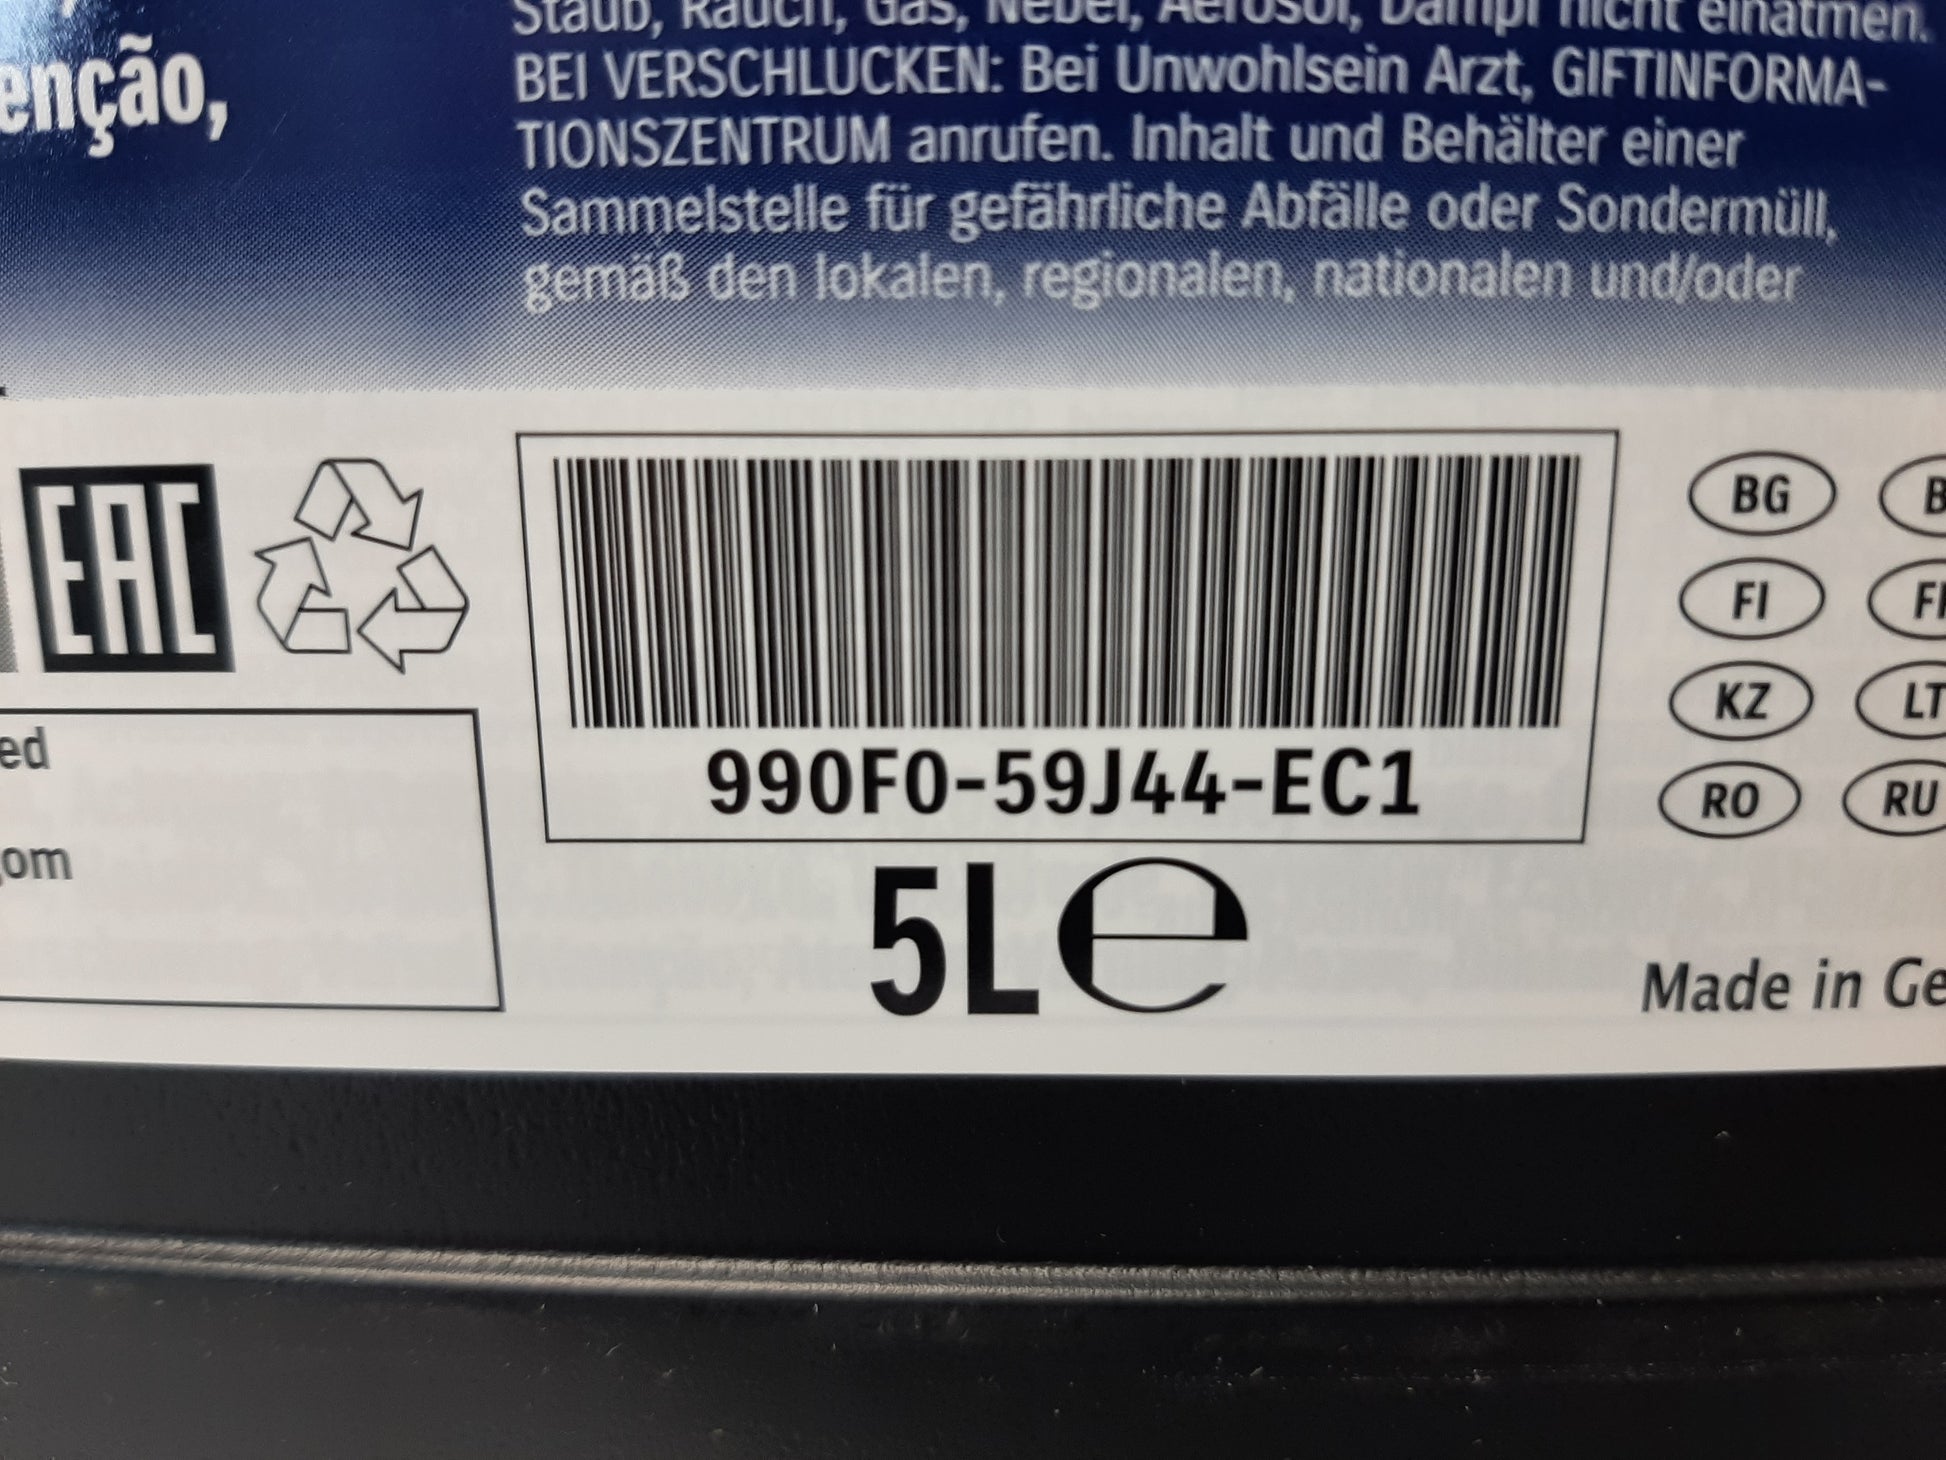 enção,
Staub, Rauch, Gas, Nebel, Aerosol, Dampf nicht einatmen.
BEI VERSCHLUCKEN: Bei Unwohlsein Arzt, GIFTINFORMA-
TIONSZENTRUM anrufen. Inhalt und Behälter einer
Sammelstelle für gefährliche Abfälle oder Sondermüll,
gemäß den lokalen, regionalen, nationalen und/oder
EAC
ed
com
990F0-59J44-EC1
5L e
BG B
FI F
KZ LT
RO RU
Made in Ge